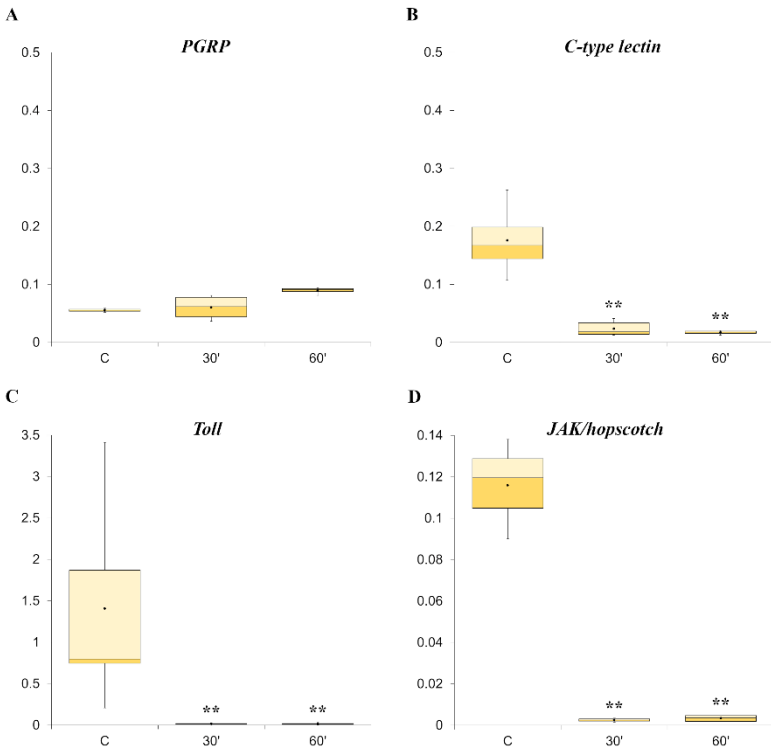 A
PGRP
0.5
0.4
0.3
0.2
0.1
0
C 30' 60'
B
C-type lectin
0.5
0.4
0.3
0.2
0.1
0
** **
C 30' 60'
C
Toll
3.5
3
2.5
2
1.5
1
0.5
0
** **
C 30' 60'
D
JAK/hopscotch
0.14
0.12
0.1
0.08
0.06
0.04
0.02
0
** **
C 30' 60'